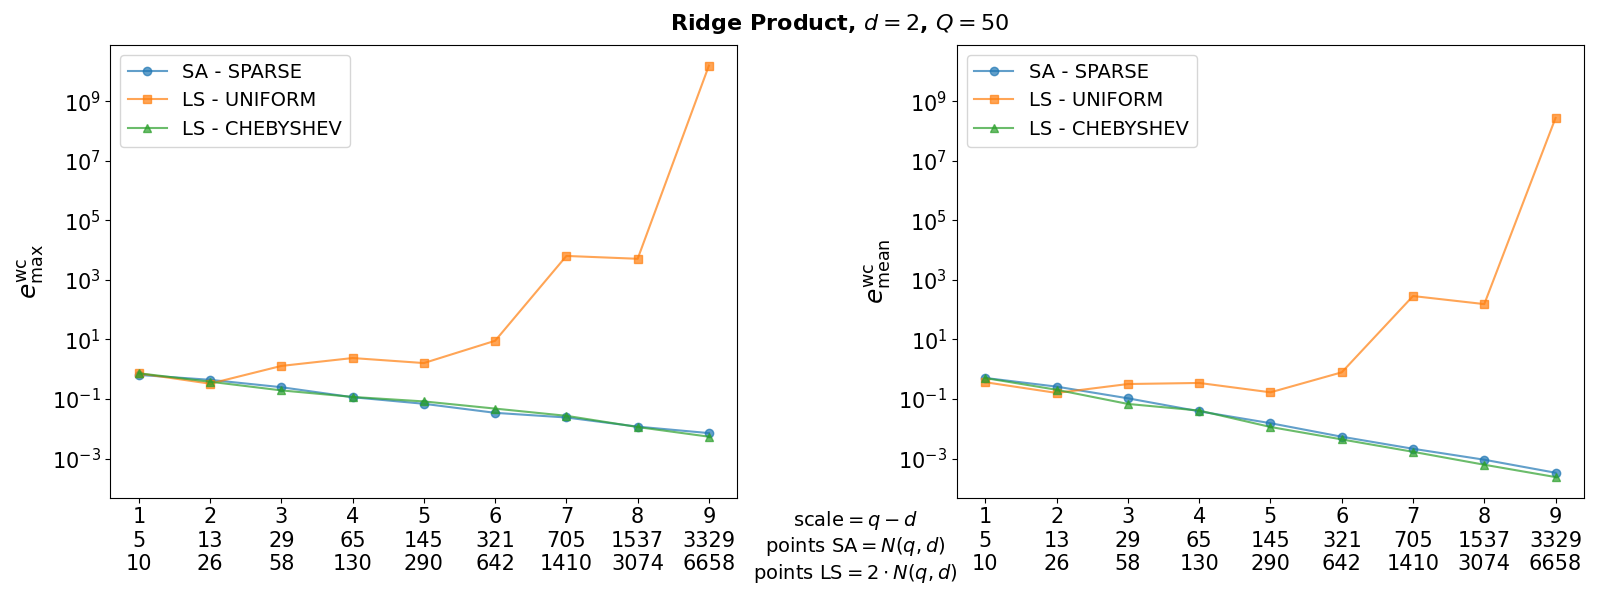 Ridge Product, d = 2, Q = 50
SA - SPARSE
LS - UNIFORM
LS - CHEBYSHEV
10^9
10^7
10^5
10^3
10^1
10^−1
10^−3
e^wc_max
1 2 3 4 5 6 7 8 9
5 13 29 65 145 321 705 1537 3329
10 26 58 130 290 642 1410 3074 6658
scale = q − d
points SA = N(q, d)
points LS = 2 · N(q, d)
SA - SPARSE
LS - UNIFORM
LS - CHEBYSHEV
10^9
10^7
10^5
10^3
10^1
10^−1
10^−3
e^wc_mean
1 2 3 4 5 6 7 8 9
5 13 29 65 145 321 705 1537 3329
10 26 58 130 290 642 1410 3074 6658